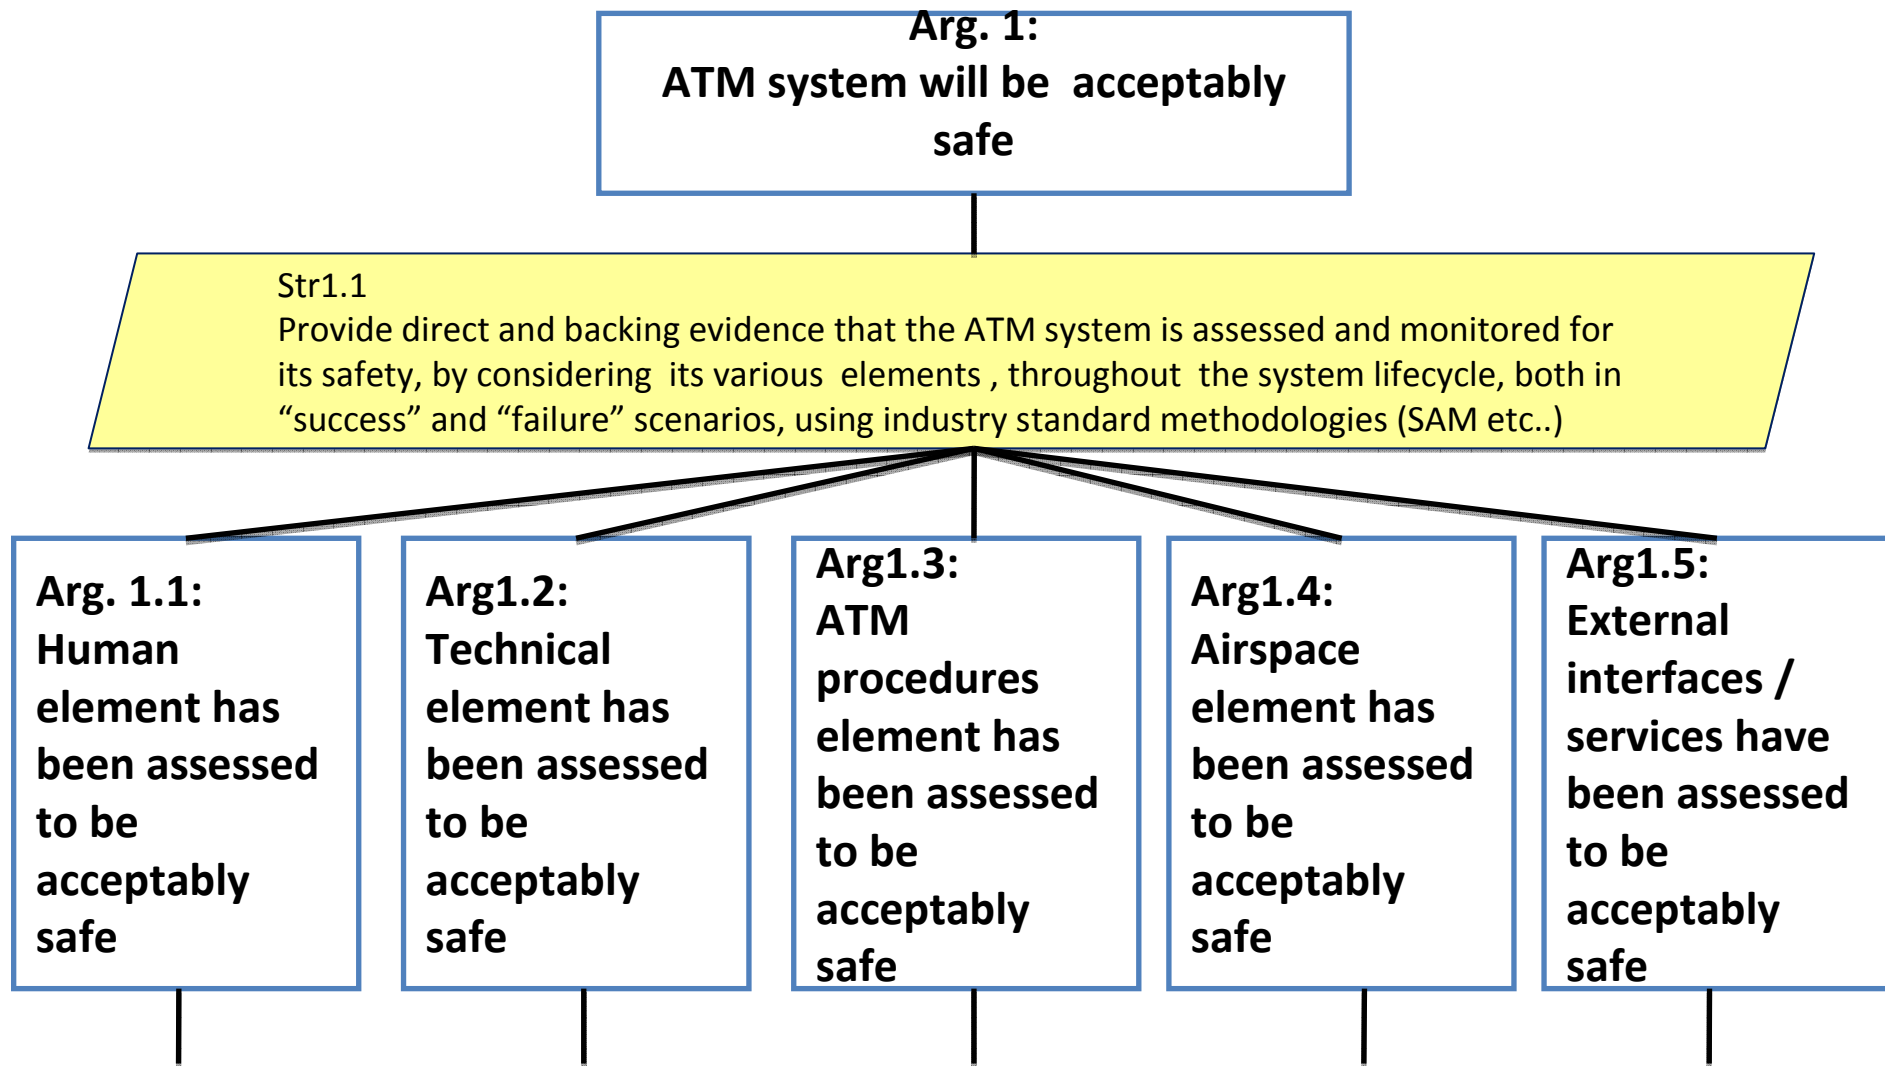 Arg. 1:
ATM system will be acceptably
safe
Str1.1
Provide direct and backing evidence that the ATM system is assessed and monitored for
its safety, by considering its various elements , throughout the system lifecycle, both in
“success” and “failure” scenarios, using industry standard methodologies (SAM etc..)
Arg. 1.1:
Human
element has
been assessed
to be
acceptably
safe
Arg1.2:
Technical
element has
been assessed
to be
acceptably
safe
Arg1.3:
ATM
procedures
element has
been assessed
to be
acceptably
safe
Arg1.4:
Airspace
element has
been assessed
to be
acceptably
safe
Arg1.5:
External
interfaces /
services have
been assessed
to be
acceptably
safe